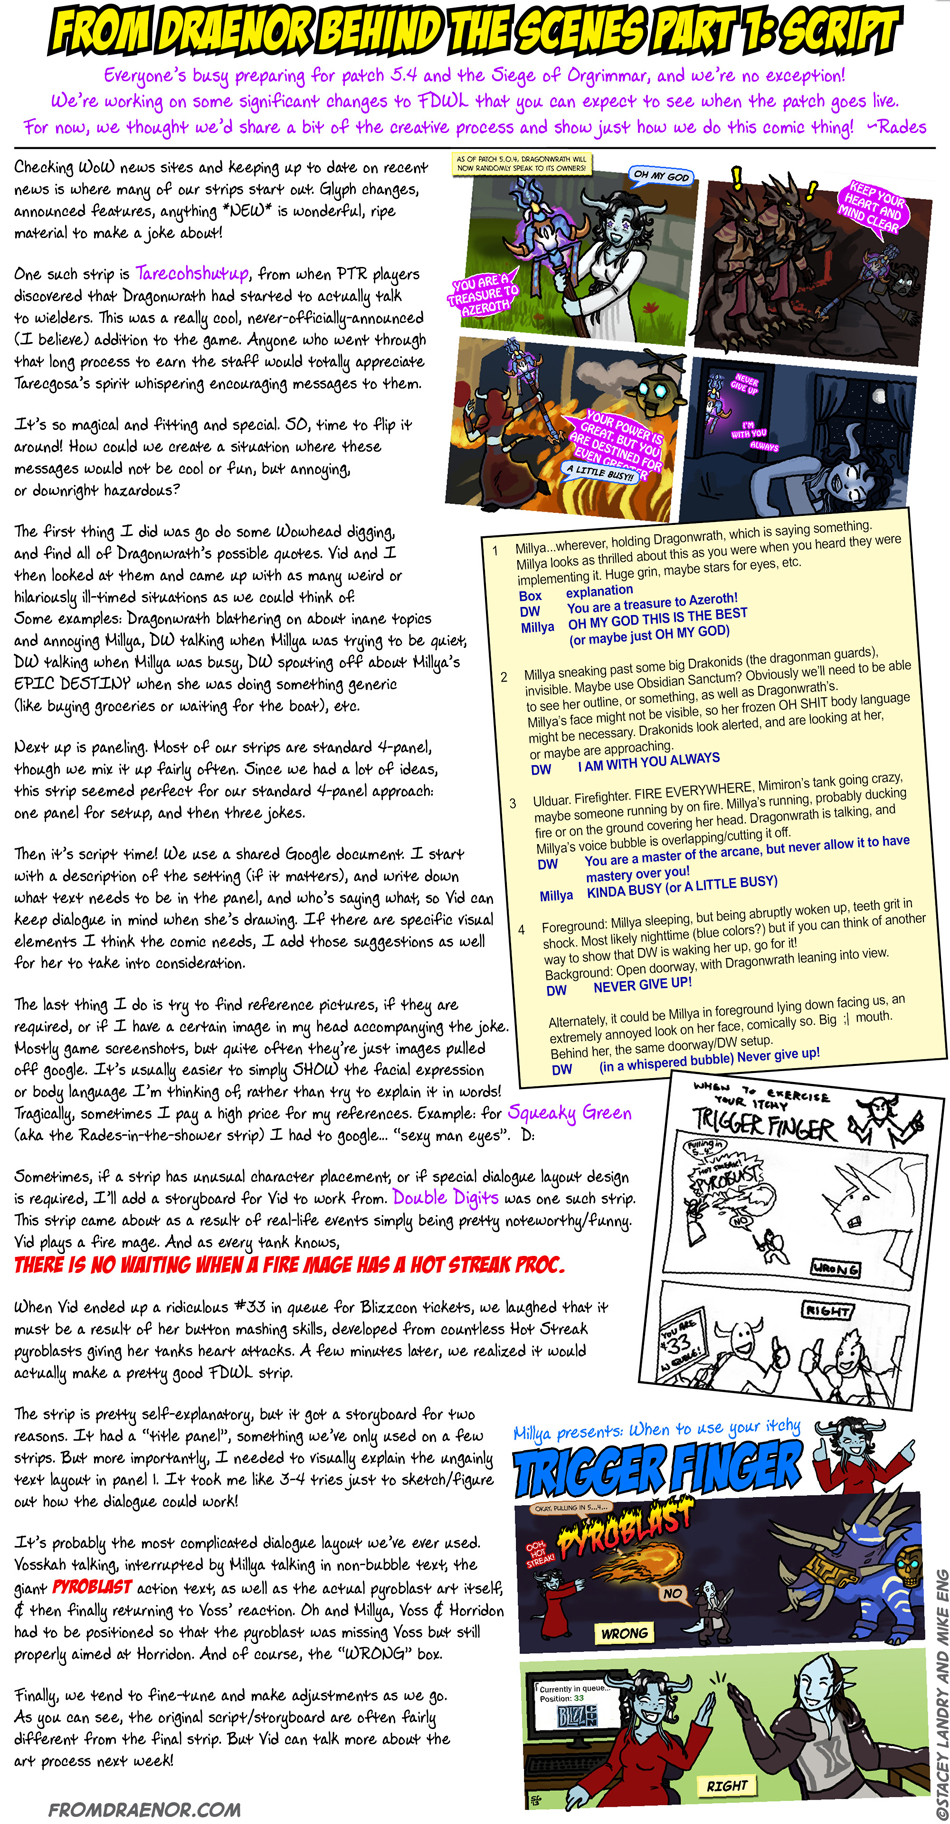 FROM DRAENOR BEHIND THE SCENES PART 1: SCRIPT
Everyone's busy preparing for patch 5.4 and the Siege of Orgrimmar, and we're no exception!
We're working on some significant changes to FDWL that you can expect to see when the patch goes live.
For now, we thought we'd share a bit of the creative process and show just how we do this comic thing! ~Rades
Checking WoW news sites and keeping up to date on recent
news is where many of our strips start out. Glyph changes,
announced features, anything *NEW* is wonderful, ripe
material to make a joke about!
One such strip is Tarecohshutup, from when PTR players
discovered that Dragonwrath had started to actually talk
to wielders. This was a really cool, never-officially-announced
(I believe) addition to the game. Anyone who went through
that long process to earn the staff would totally appreciate
Tarecgosa's spirit whispering encouraging messages to them.
It's so magical and fitting and special. SO, time to flip it
around! How could we create a situation where these
messages would not be cool or fun, but annoying,
or downright hazardous?
The first thing I did was go do some Wowhead digging,
and find all of Dragonwrath's possible quotes. Vid and I
then looked at them and came up with as many weird or
hilariously ill-timed situations as we could think of.
Some examples: Dragonwrath blathering on about inane topics
and annoying Millya, DW talking when Millya was trying to be quiet,
DW talking when Millya was busy, DW spouting off about Millya's
EPIC DESTINY when she was doing something generic
(like buying groceries or waiting for the boat), etc.
Next up is paneling. Most of our strips are standard 4-panel,
though we mix it up fairly often. Since we had a lot of ideas,
this strip seemed perfect for our standard 4-panel approach:
one panel for setup, and then three jokes.
Then it's script time! We use a shared Google document. I start
with a description of the setting (if it matters), and write down
what text needs to be in the panel, and who's saying what, so Vid can
keep dialogue in mind when she's drawing. If there are specific visual
elements I think the comic needs, I add those suggestions as well
for her to take into consideration.
The last thing I do is try to find reference pictures, if they are
required, or if I have a certain image in my head accompanying the joke.
Mostly game screenshots, but quite often they're just images pulled
off google. It's usually easier to simply SHOW the facial expression
or body language I'm thinking of, rather than try to explain it in words!
Tragically, sometimes I pay a high price for my references. Example: for Squeaky Green
(aka the Rades-in-the-shower strip) I had to google... "sexy man eyes". D:
Sometimes, if a strip has unusual character placement, or if special dialogue layout design
is required, I'll add a storyboard for Vid to work from. Double Digits was one such strip.
This strip came about as a result of real-life events simply being pretty noteworthy/funny.
Vid plays a fire mage. And as every tank knows,
THERE IS NO WAITING WHEN A FIRE MAGE HAS A HOT STREAK PROC.
When Vid ended up a ridiculous #33 in queue for Blizzcon tickets, we laughed that it
must be a result of her button mashing skills, developed from countless Hot Streak
pyroblasts giving her tanks heart attacks. A few minutes later, we realized it would
actually make a pretty good FDWL strip.
The strip is pretty self-explanatory, but it got a storyboard for two
reasons. It had a "title panel", something we've only used on a few
strips. But more importantly, I needed to visually explain the ungainly
text layout in panel 1. It took me like 3-4 tries just to sketch/figure
out how the dialogue could work!
It's probably the most complicated dialogue layout we've ever used.
Vosskah talking, interrupted by Millya talking in non-bubble text, the
giant PYROBLAST action text, as well as the actual pyroblast art itself,
& then finally returning to Voss' reaction. Oh and Millya, Voss & Horridon
had to be positioned so that the pyroblast was missing Voss but still
properly aimed at Horridon. And of course, the "WRONG" box.
Finally, we tend to fine-tune and make adjustments as we go.
As you can see, the original script/storyboard are often fairly
different from the final strip. But Vid can talk more about the
art process next week!
FROMDRAENOR.COM
AS OF PATCH 5.0.4, DRAGONWRATH WILL
NOW RANDOMLY SPEAK TO ITS OWNERS!
OH MY GOD
YOU ARE A
TREASURE TO
AZEROTH
KEEP YOUR
HEART AND
MIND CLEAR
YOUR POWER IS
GREAT, BUT YOU
ARE DESTINED FOR
EVEN GREATER
A LITTLE BUSY!!
NEVER
GIVE UP
I'M
WITH YOU
ALWAYS
1 Millya...wherever, holding Dragonwrath, which is saying something.
Millya looks as thrilled about this as you were when you heard they were
implementing it. Huge grin, maybe stars for eyes, etc.
Box explanation
DW You are a treasure to Azeroth!
Millya OH MY GOD THIS IS THE BEST
(or maybe just OH MY GOD)
2 Millya sneaking past some big Drakonids (the dragonman guards),
invisible. Maybe use Obsidian Sanctum? Obviously we'll need to be able
to see her outline, or something, as well as Dragonwrath's.
Millya's face might not be visible, so her frozen OH SHIT body language
might be necessary. Drakonids look alerted, and are looking at her,
or maybe are approaching.
DW I AM WITH YOU ALWAYS
3 Ulduar. Firefighter. FIRE EVERYWHERE, Mimiron's tank going crazy,
maybe someone running by on fire. Millya's running, probably ducking
fire or on the ground covering her head. Dragonwrath is talking, and
Millya's voice bubble is overlapping/cutting it off.
DW You are a master of the arcane, but never allow it to have
mastery over you!
Millya KINDA BUSY (or A LITTLE BUSY)
4 Foreground: Millya sleeping, but being abruptly woken up, teeth grit in
shock. Most likely nighttime (blue colors?) but if you can think of another
way to show that DW is waking her up, go for it!
Background: Open doorway, with Dragonwrath leaning into view.
DW NEVER GIVE UP!
Alternately, it could be Millya in foreground lying down facing us, an
extremely annoyed look on her face, comically so. Big ;| mouth.
Behind her, the same doorway/DW setup.
DW (in a whispered bubble) Never give up!
WHEN TO EXERCISE
YOUR ITCHY
TRIGGER FINGER
Pulling in
5..4..
HOT STREAK!
PYROBLAST
NO
WRONG
RIGHT
YOU ARE
#33
IN QUEUE!
Millya presents: When to use your itchy
TRIGGER FINGER
OKAY, PULLING IN 5...4...
OOH,
HOT
STREAK!
PYROBLAST
NO
WRONG
Currently in queue...
Position: 33
BLIZZCON
RIGHT
©STACEY LANDRY AND MIKE ENG